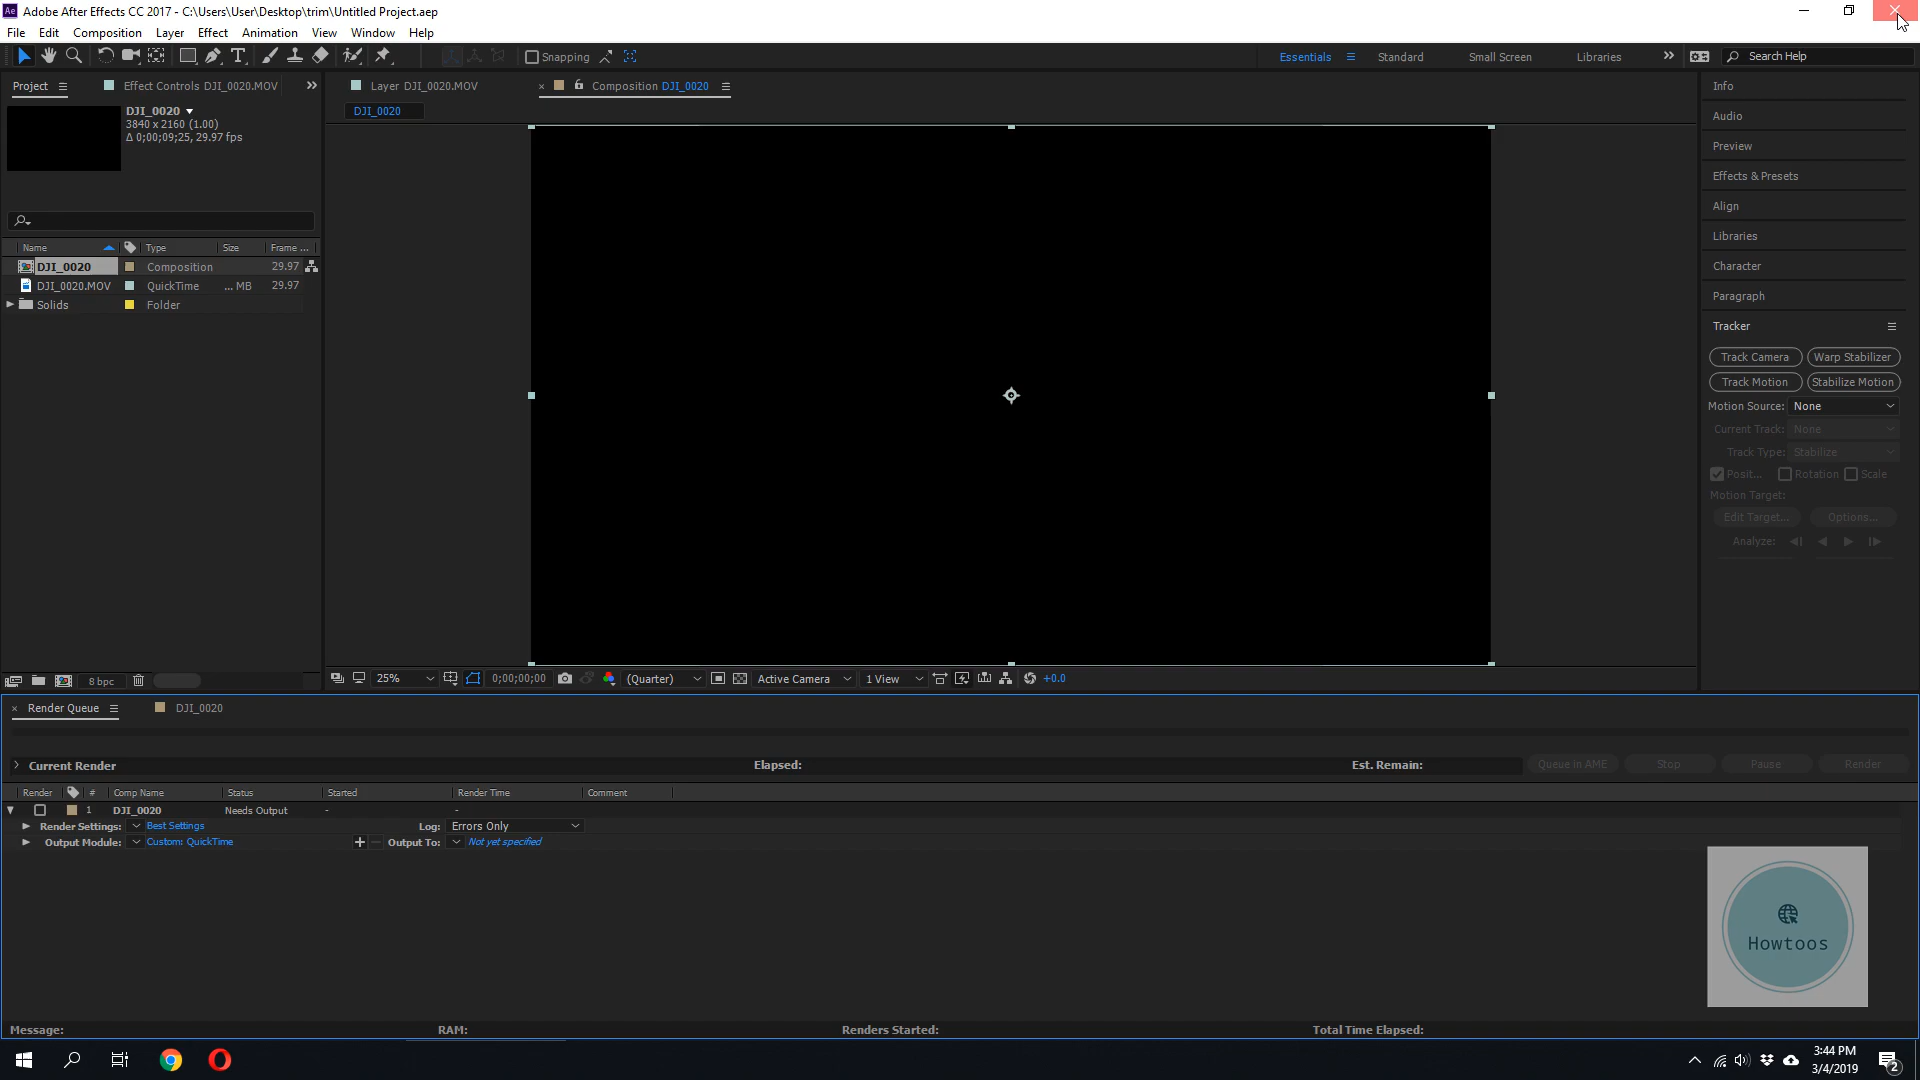 Ae Adobe After Effects CC 2017 - C:\Users\User\Desktop\trim\Untitled Project.aep
File Edit Composition Layer Effect Animation View Window Help
Snapping Essentials Standard Small Screen Libraries Search Help
Project Effect Controls DJI_0020.MOV Layer DJI_0020.MOV Composition DJI_0020 Info
DJI_0020 DJI_0020
3840 x 2160 (1.00)
Δ 0;00;09;25, 29.97 fps
Audio
Preview
Effects & Presets
Align
Libraries
Character
Paragraph
Tracker
Name Type Size Frame ...
DJI_0020 Composition 29.97
DJI_0020.MOV QuickTime ... MB 29.97
Solids Folder
Track Camera Warp Stabilizer
Track Motion Stabilize Motion
Motion Source: None
Current Track: None
Track Type: Stabilize
Posit... Rotation Scale
Motion Target:
Edit Target... Options...
Analyze:
8 bpc 25% 0;00;00;00 (Quarter) Active Camera 1 View +0.0
Render Queue DJI_0020
Current Render Elapsed: Est. Remain: Queue in AME Stop Pause Render
Render # Comp Name Status Started Render Time Comment
1 DJI_0020 Needs Output - -
Render Settings: Best Settings Log: Errors Only
Output Module: Custom: QuickTime Output To: Not yet specified
Howtoos
Message: RAM: Renders Started: Total Time Elapsed:
3:44 PM
3/4/2019
2